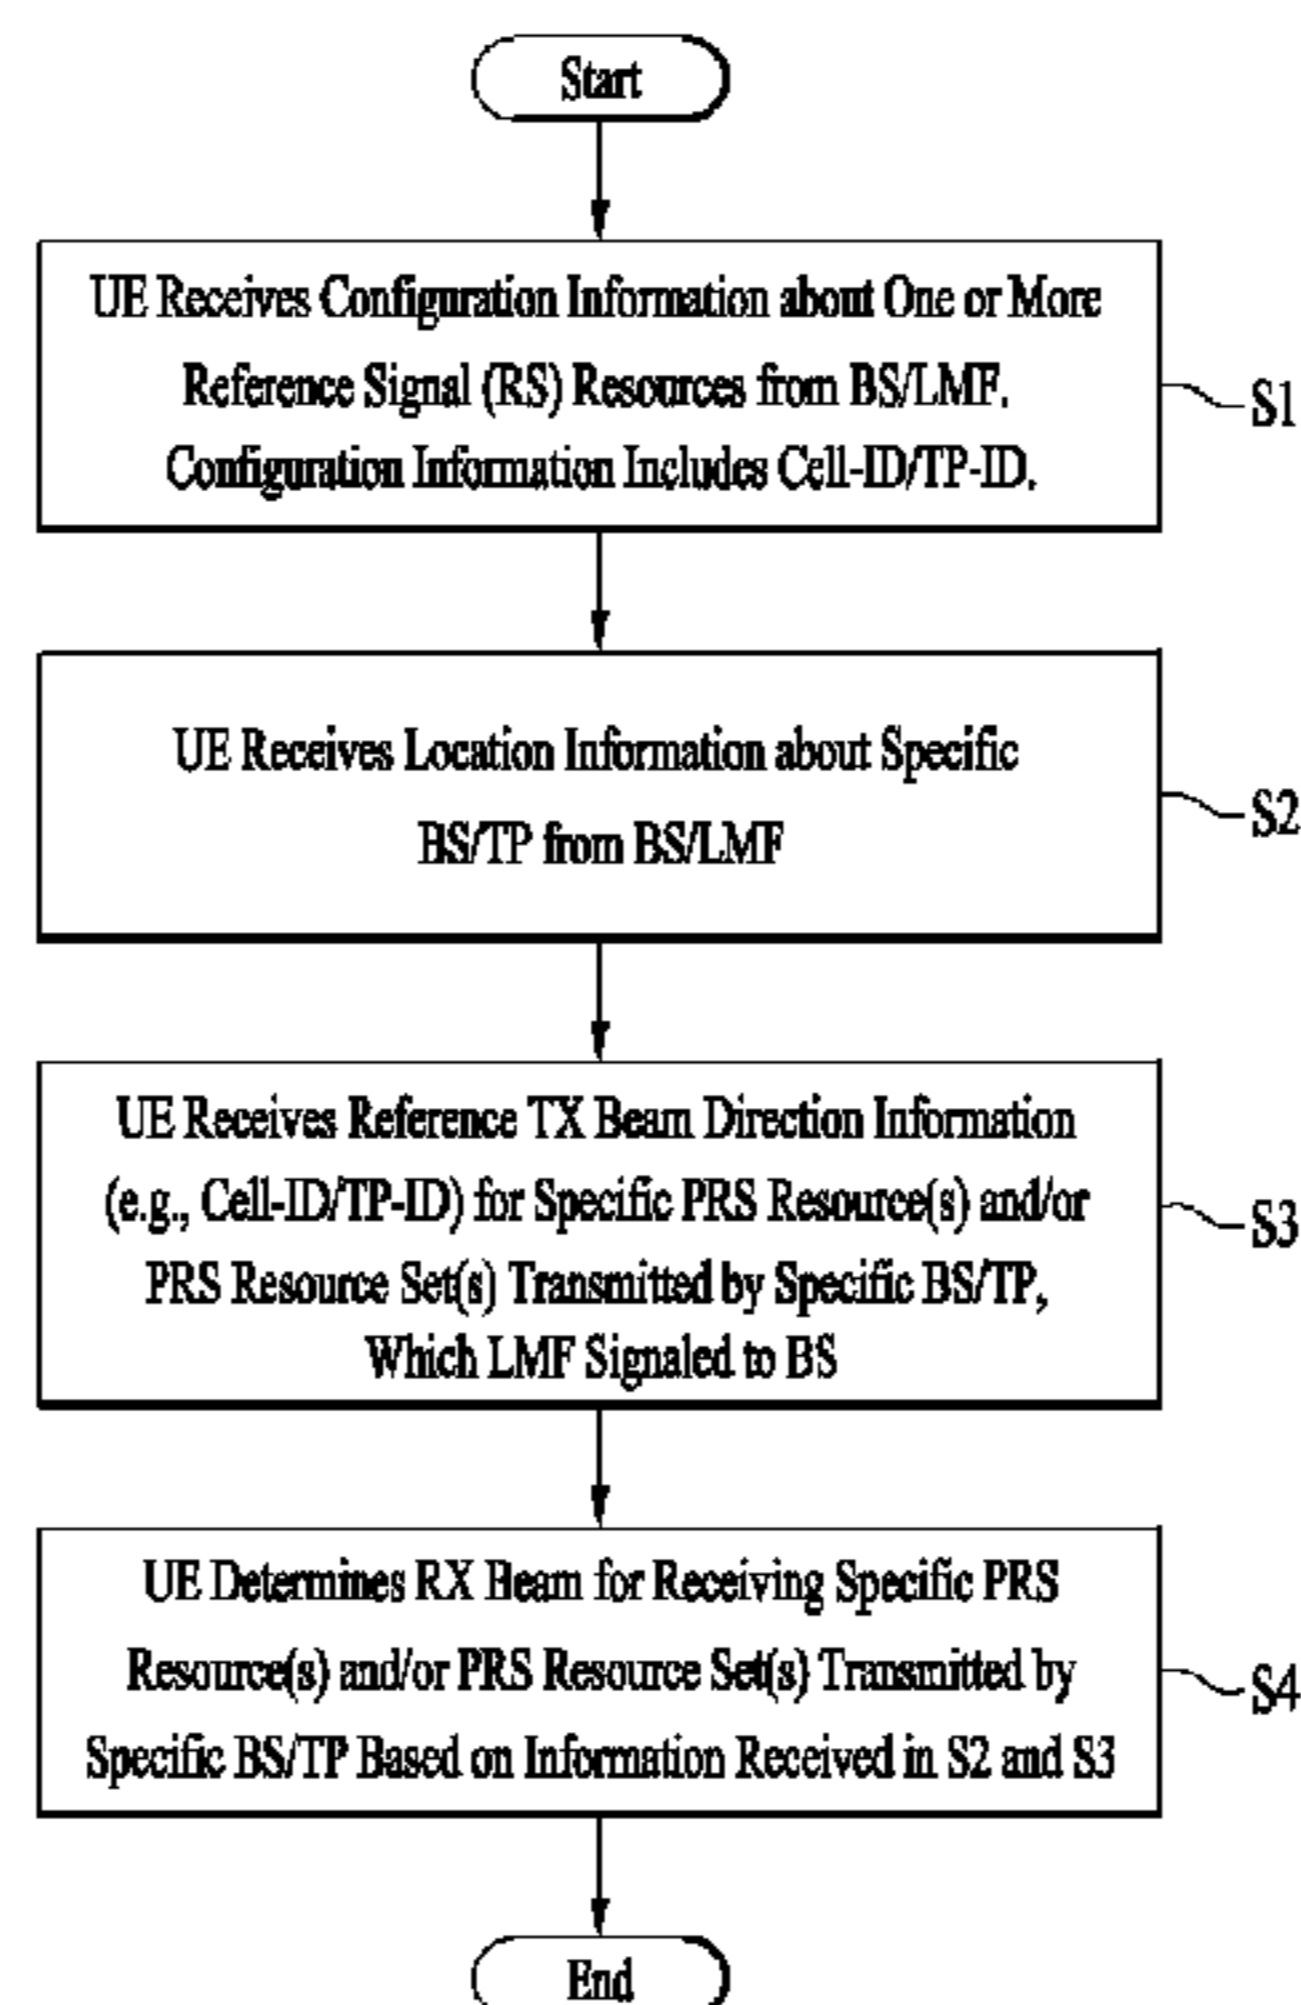 Start
UE Receives Configuration Information about One or More
Reference Signal (RS) Resources from BS/LMF.
Configuration Information Includes Cell-ID/TP-ID.
S1
UE Receives Location Information about Specific
BS/TP from BS/LMF
S2
UE Receives Reference TX Beam Direction Information
(e.g., Cell-ID/TP-ID) for Specific PRS Resource(s) and/or
PRS Resource Set(s) Transmitted by Specific BS/TP,
Which LMF Signaled to BS
S3
UE Determines RX Beam for Receiving Specific PRS
Resource(s) and/or PRS Resource Set(s) Transmitted by
Specific BS/TP Based on Information Received in S2 and S3
S4
End